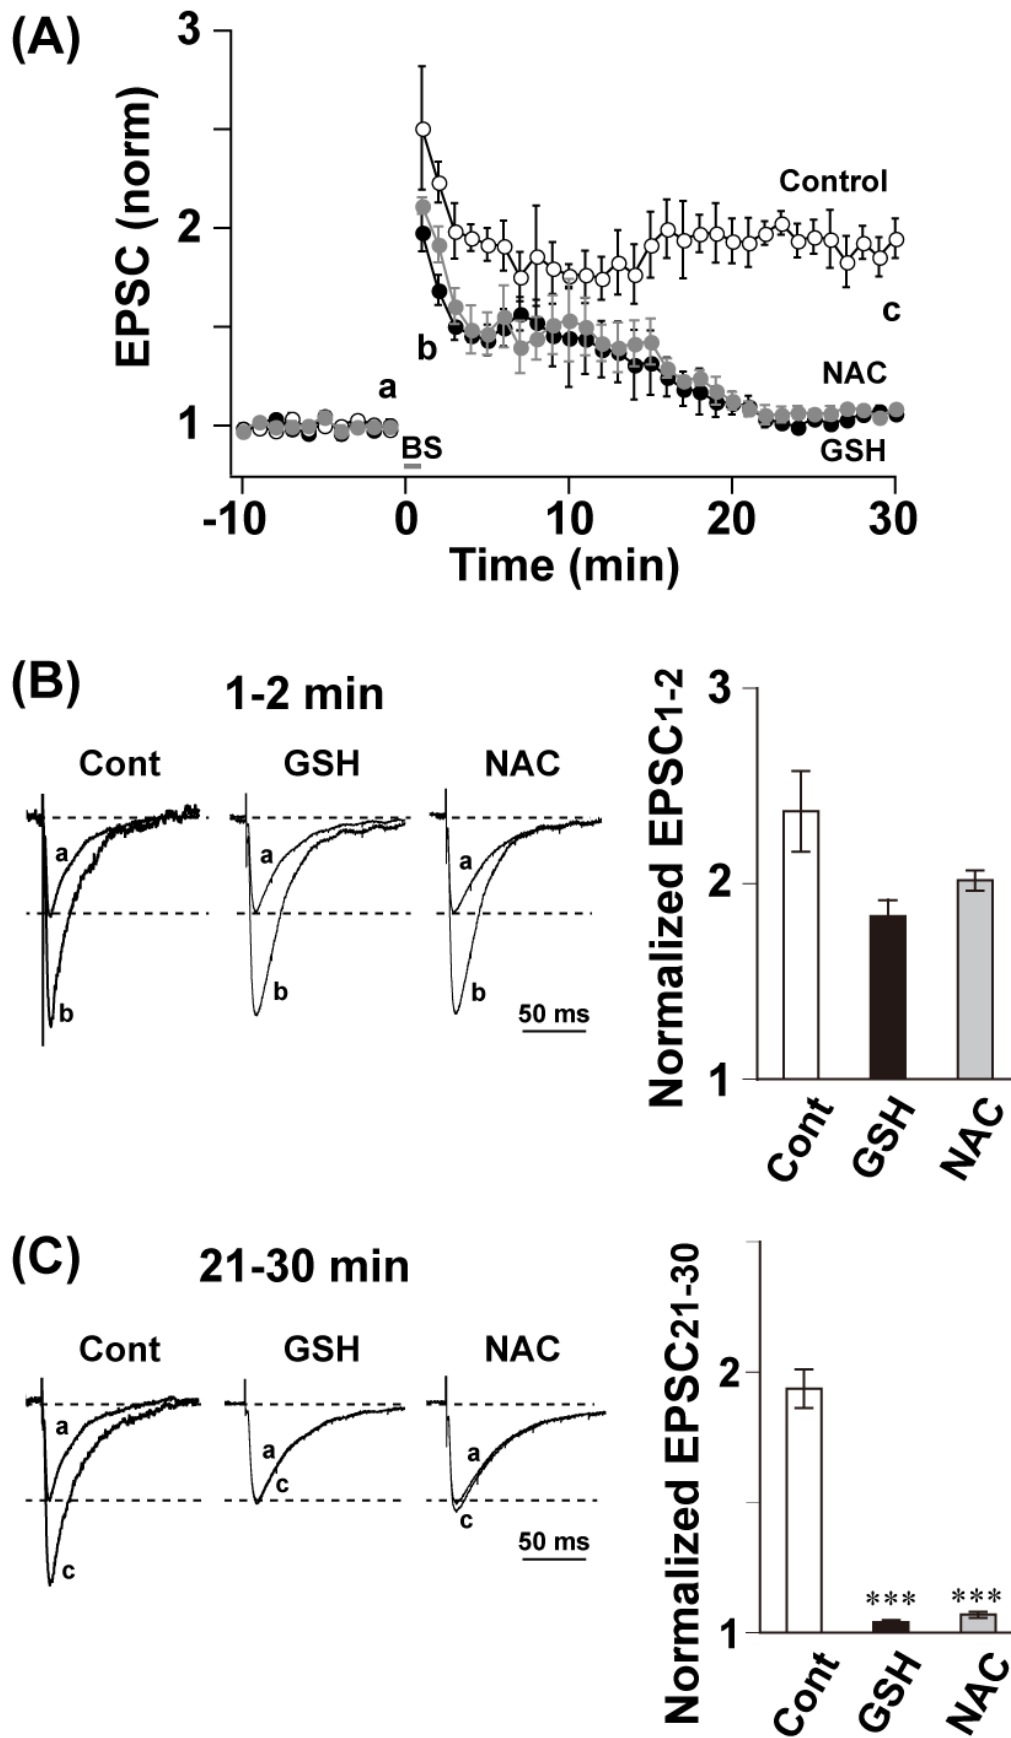 (A)
EPSC (norm)
3
2
1
Control
c
b
a
NAC
BS
GSH
-10 0 10 20 30
Time (min)
(B)
1-2 min
Cont GSH NAC
a a a
b b b
50 ms
Normalized EPSC1-2
3
2
1
Cont GSH NAC
(C)
21-30 min
Cont GSH NAC
a a a
c c c
50 ms
Normalized EPSC21-30
2
1
*** ***
Cont GSH NAC